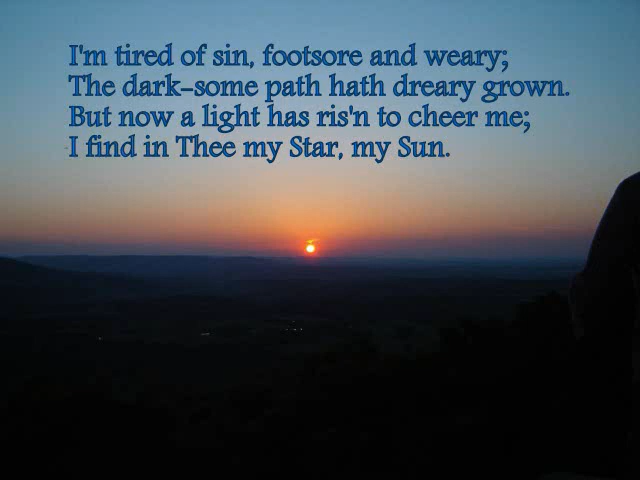 I'm tired of sin, footsore and weary;
The dark-some path hath dreary grown.
But now a light has ris'n to cheer me;
I find in Thee my Star, my Sun.